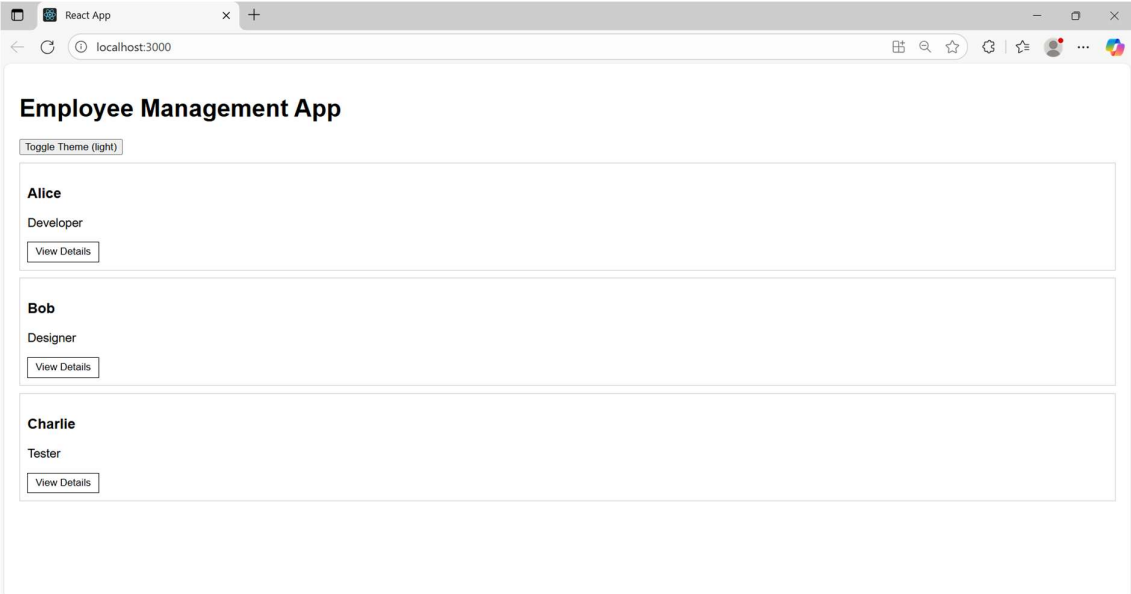 React App
localhost:3000
Employee Management App
Toggle Theme (light)
Alice
Developer
View Details
Bob
Designer
View Details
Charlie
Tester
View Details